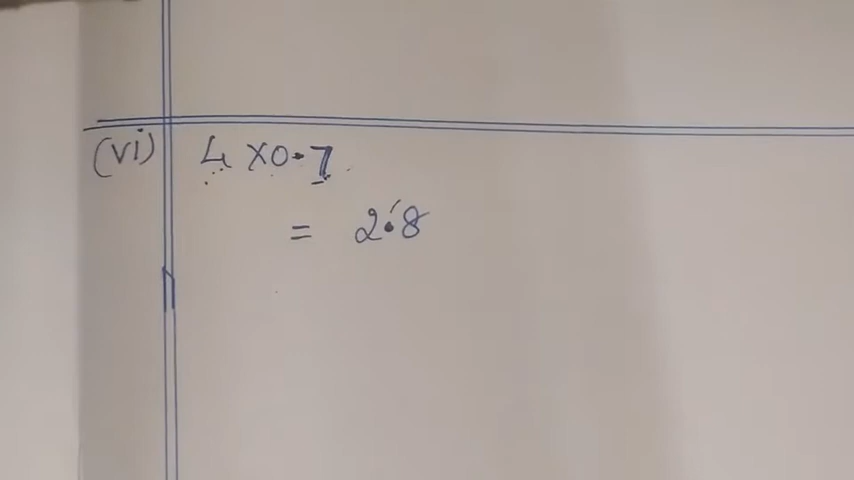 (vi) 4 × 0.7
= 2.8